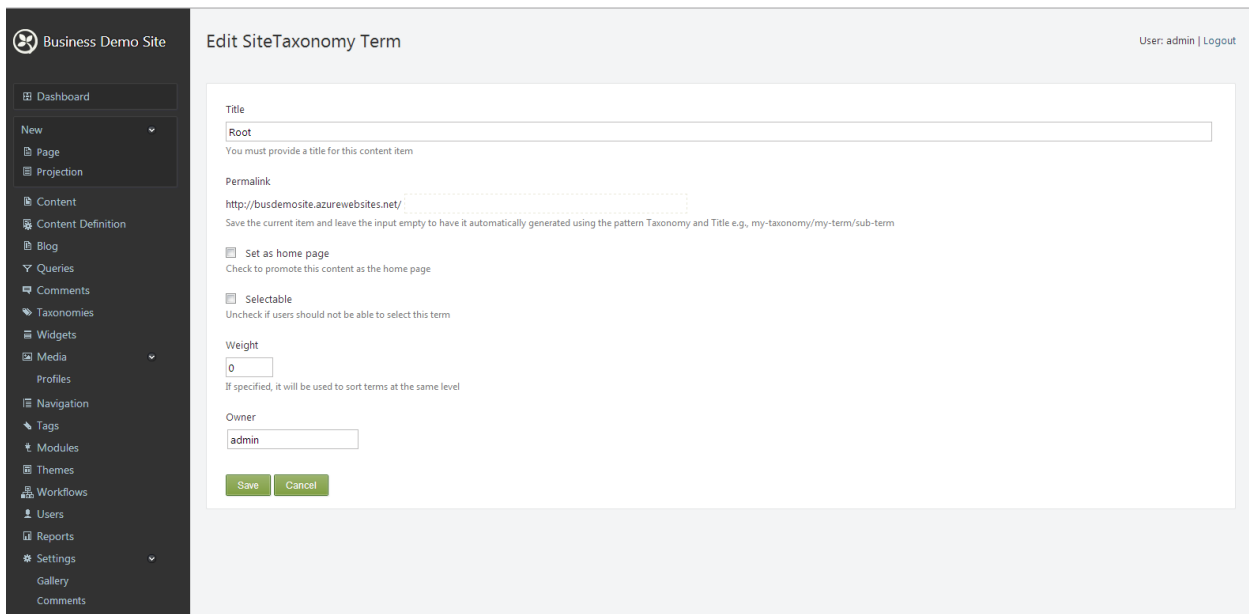 Business Demo Site
Dashboard
New
Page
Projection
Content
Content Definition
Blog
Queries
Comments
Taxonomies
Widgets
Media
Profiles
Navigation
Tags
Modules
Themes
Workflows
Users
Reports
Settings
Gallery
Comments
Edit SiteTaxonomy Term
User: admin | Logout
Title
Root
You must provide a title for this content item
Permalink
http://busdemosite.azurewebsites.net/
Save the current item and leave the input empty to have it automatically generated using the pattern Taxonomy and Title e.g., my-taxonomy/my-term/sub-term
Set as home page
Check to promote this content as the home page
Selectable
Uncheck if users should not be able to select this term
Weight
0
If specified, it will be used to sort terms at the same level
Owner
admin
Save Cancel